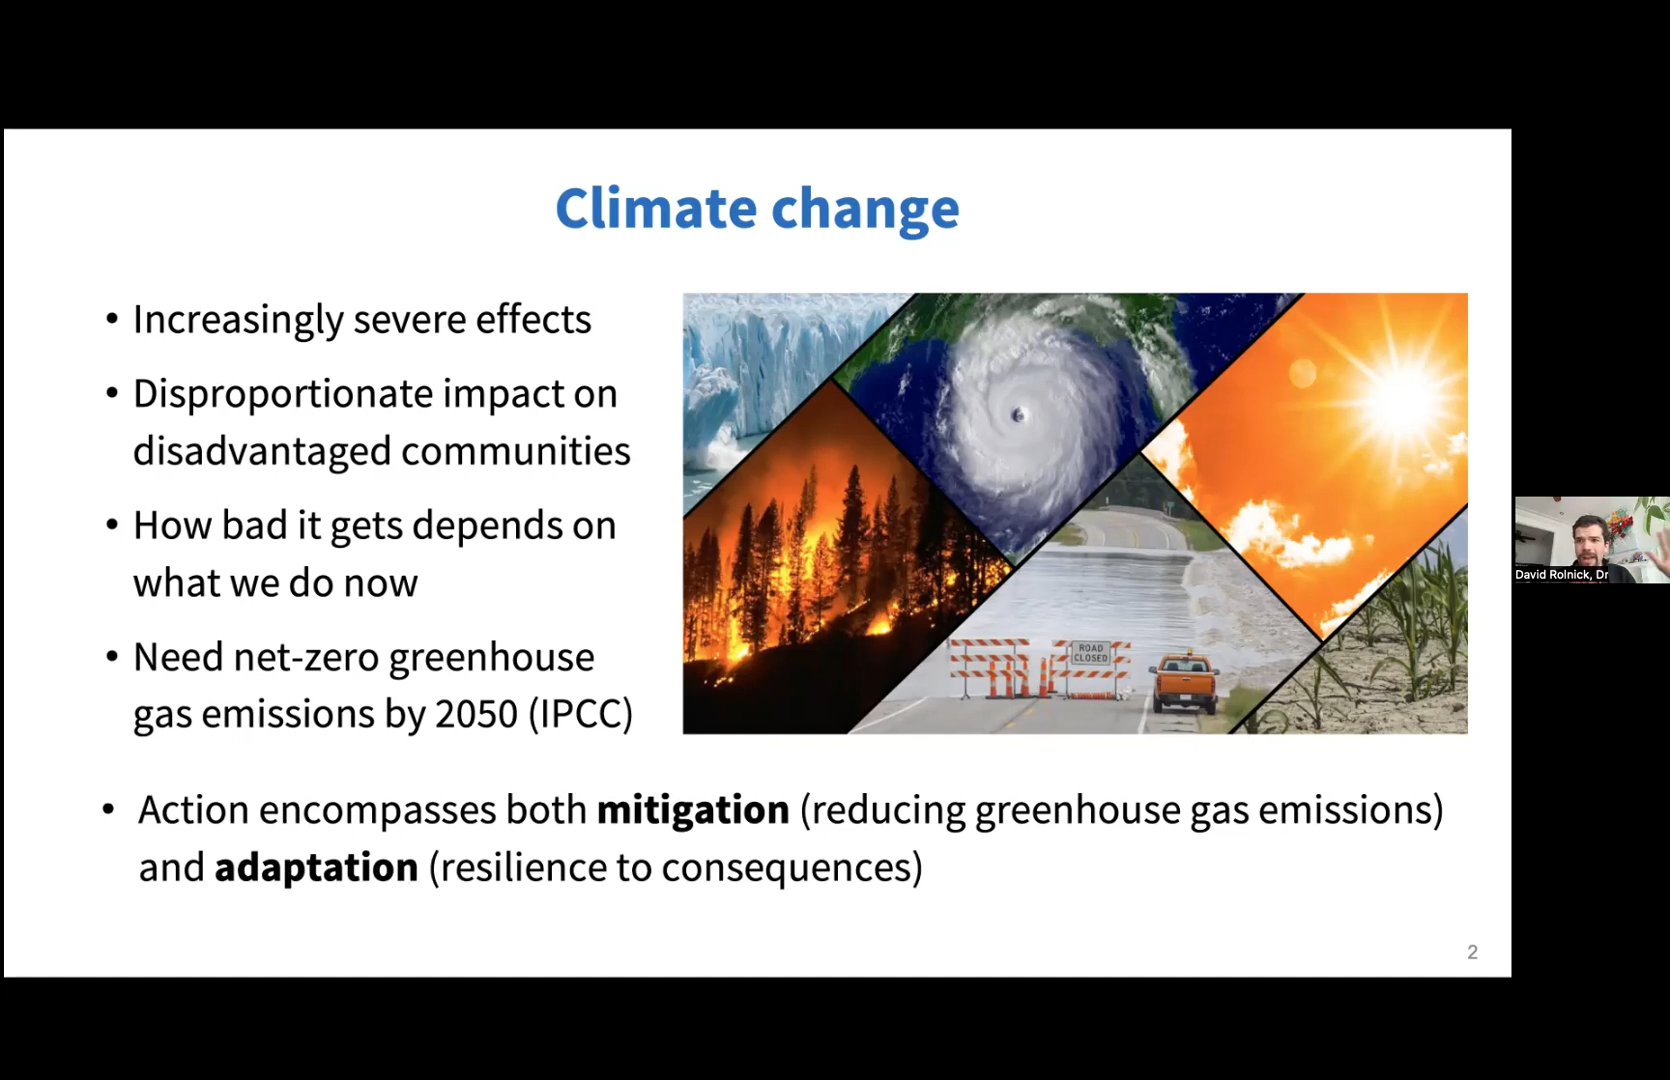 Climate change
• Increasingly severe effects
• Disproportionate impact on
disadvantaged communities
• How bad it gets depends on
what we do now
• Need net-zero greenhouse
gas emissions by 2050 (IPCC)
ROAD
CLOSED
• Action encompasses both mitigation (reducing greenhouse gas emissions)
and adaptation (resilience to consequences)
2
David Rolnick, Dr